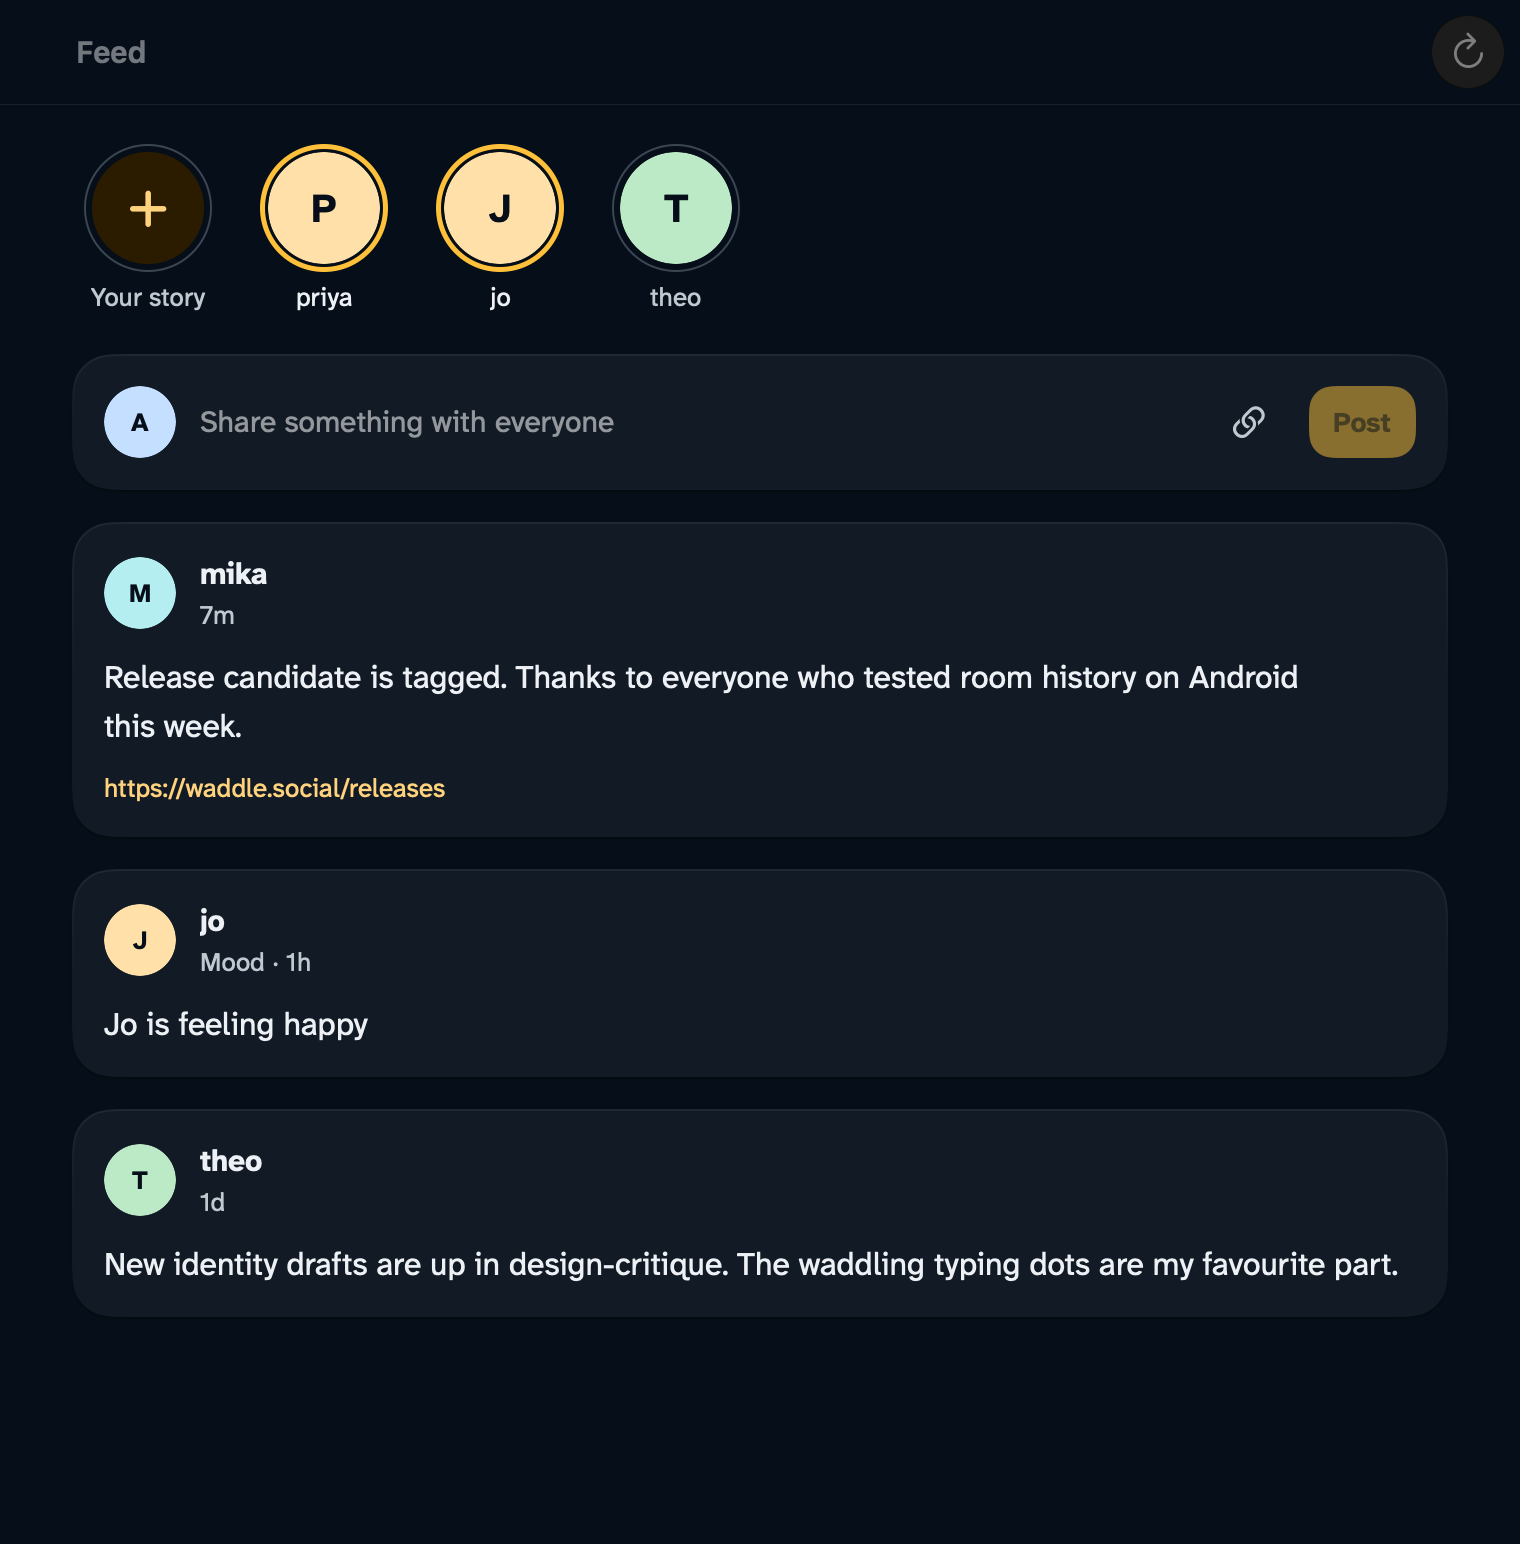 Feed
P
J
T
Your story
priya
jo
theo
A
Share something with everyone
Post
M
mika
7m
Release candidate is tagged. Thanks to everyone who tested room history on Android
this week.
https://waddle.social/releases
J
jo
Mood · 1h
Jo is feeling happy
T
theo
1d
New identity drafts are up in design-critique. The waddling typing dots are my favourite part.